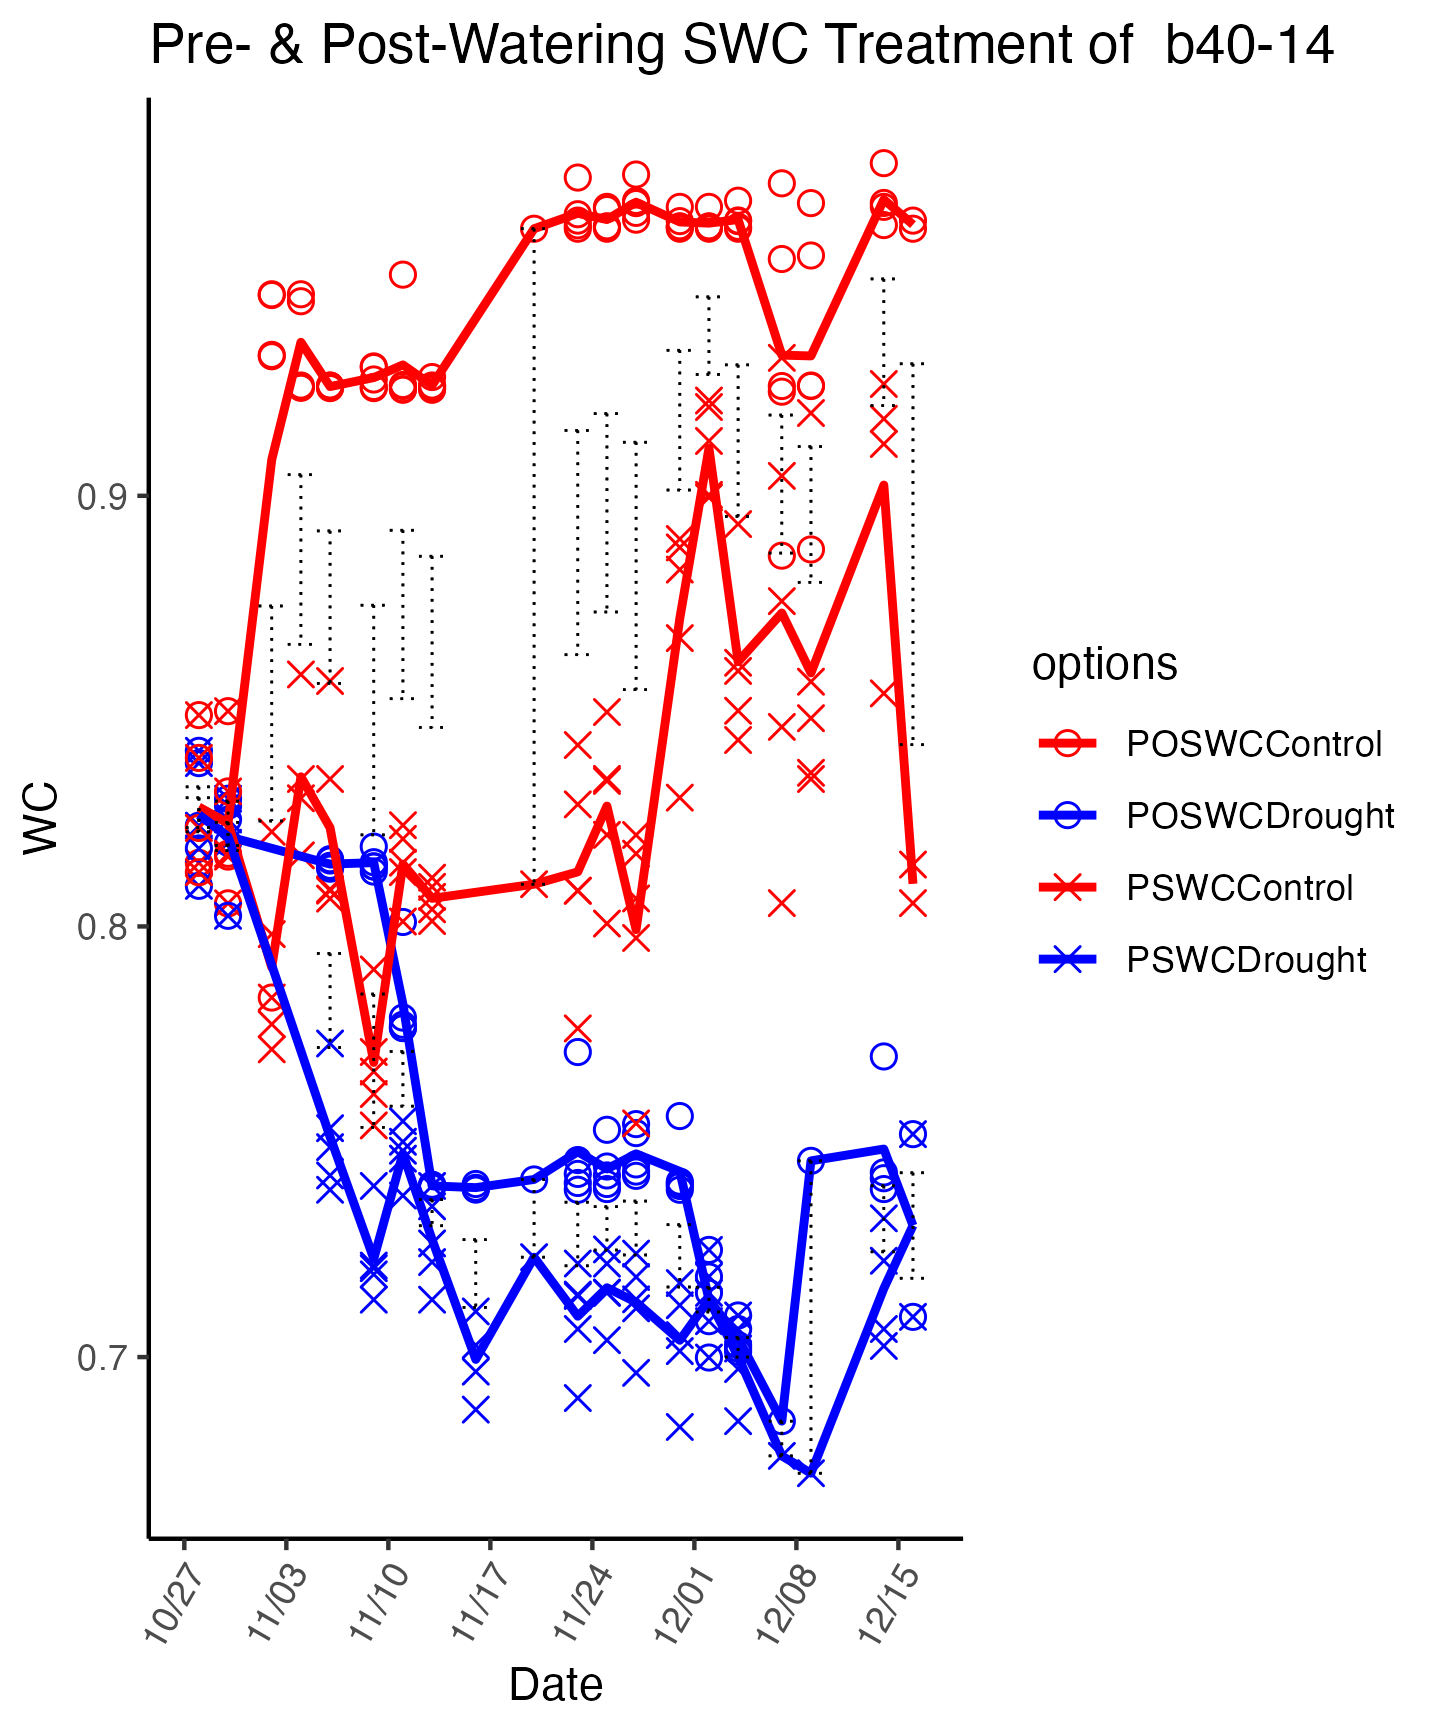 Pre- & Post-Watering SWC Treatment of  b40-14
WC
0.9
0.8
0.7
10/27
11/03
11/10
11/17
11/24
12/01
12/08
12/15
Date
options
POSWCControl
POSWCDrought
PSWCControl
PSWCDrought